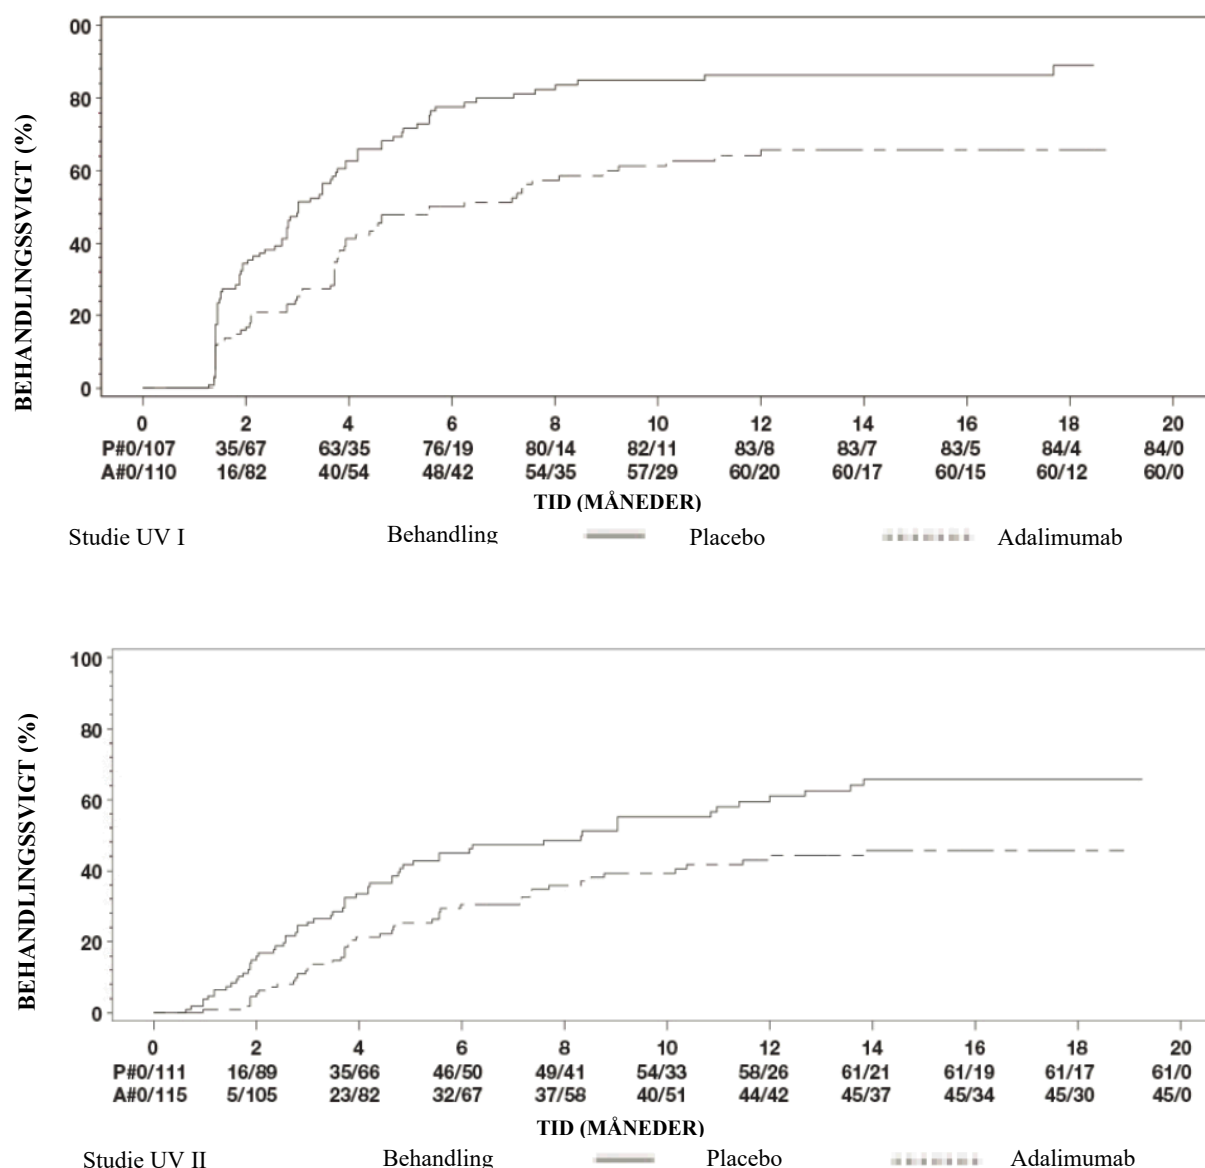 BEHANDLINGSSVIGT (%)
00
80
60
40
20
0
0 2 4 6 8 10 12 14 16 18 20
P#0/107 35/67 63/35 76/19 80/14 82/11 83/8 83/7 83/5 84/4 84/0
A#0/110 16/82 40/54 48/42 54/35 57/29 60/20 60/17 60/15 60/12 60/0
TID (MÅNEDER)
Studie UV I Behandling Placebo Adalimumab
BEHANDLINGSSVIGT (%)
100
80
60
40
20
0
0 2 4 6 8 10 12 14 16 18 20
P#0/111 16/89 35/66 46/50 49/41 54/33 58/26 61/21 61/19 61/17 61/0
A#0/115 5/105 23/82 32/67 37/58 40/51 44/42 45/37 45/34 45/30 45/0
TID (MÅNEDER)
Studie UV II Behandling Placebo Adalimumab